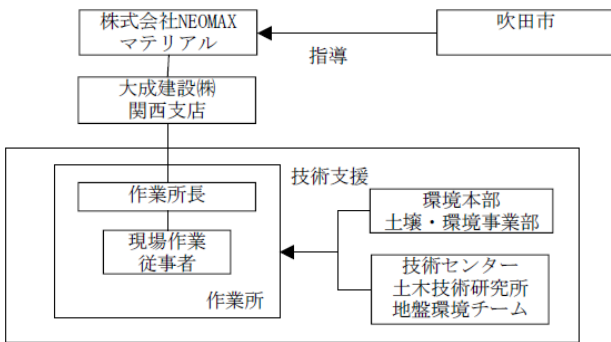 株式会社NEOMAX
マテリアル
吹田市
指導
大成建設㈱
関西支店
技術支援
作業所長
環境本部
土壌・環境事業部
現場作業
従事者
技術センター
土木技術研究所
地盤環境チーム
作業所